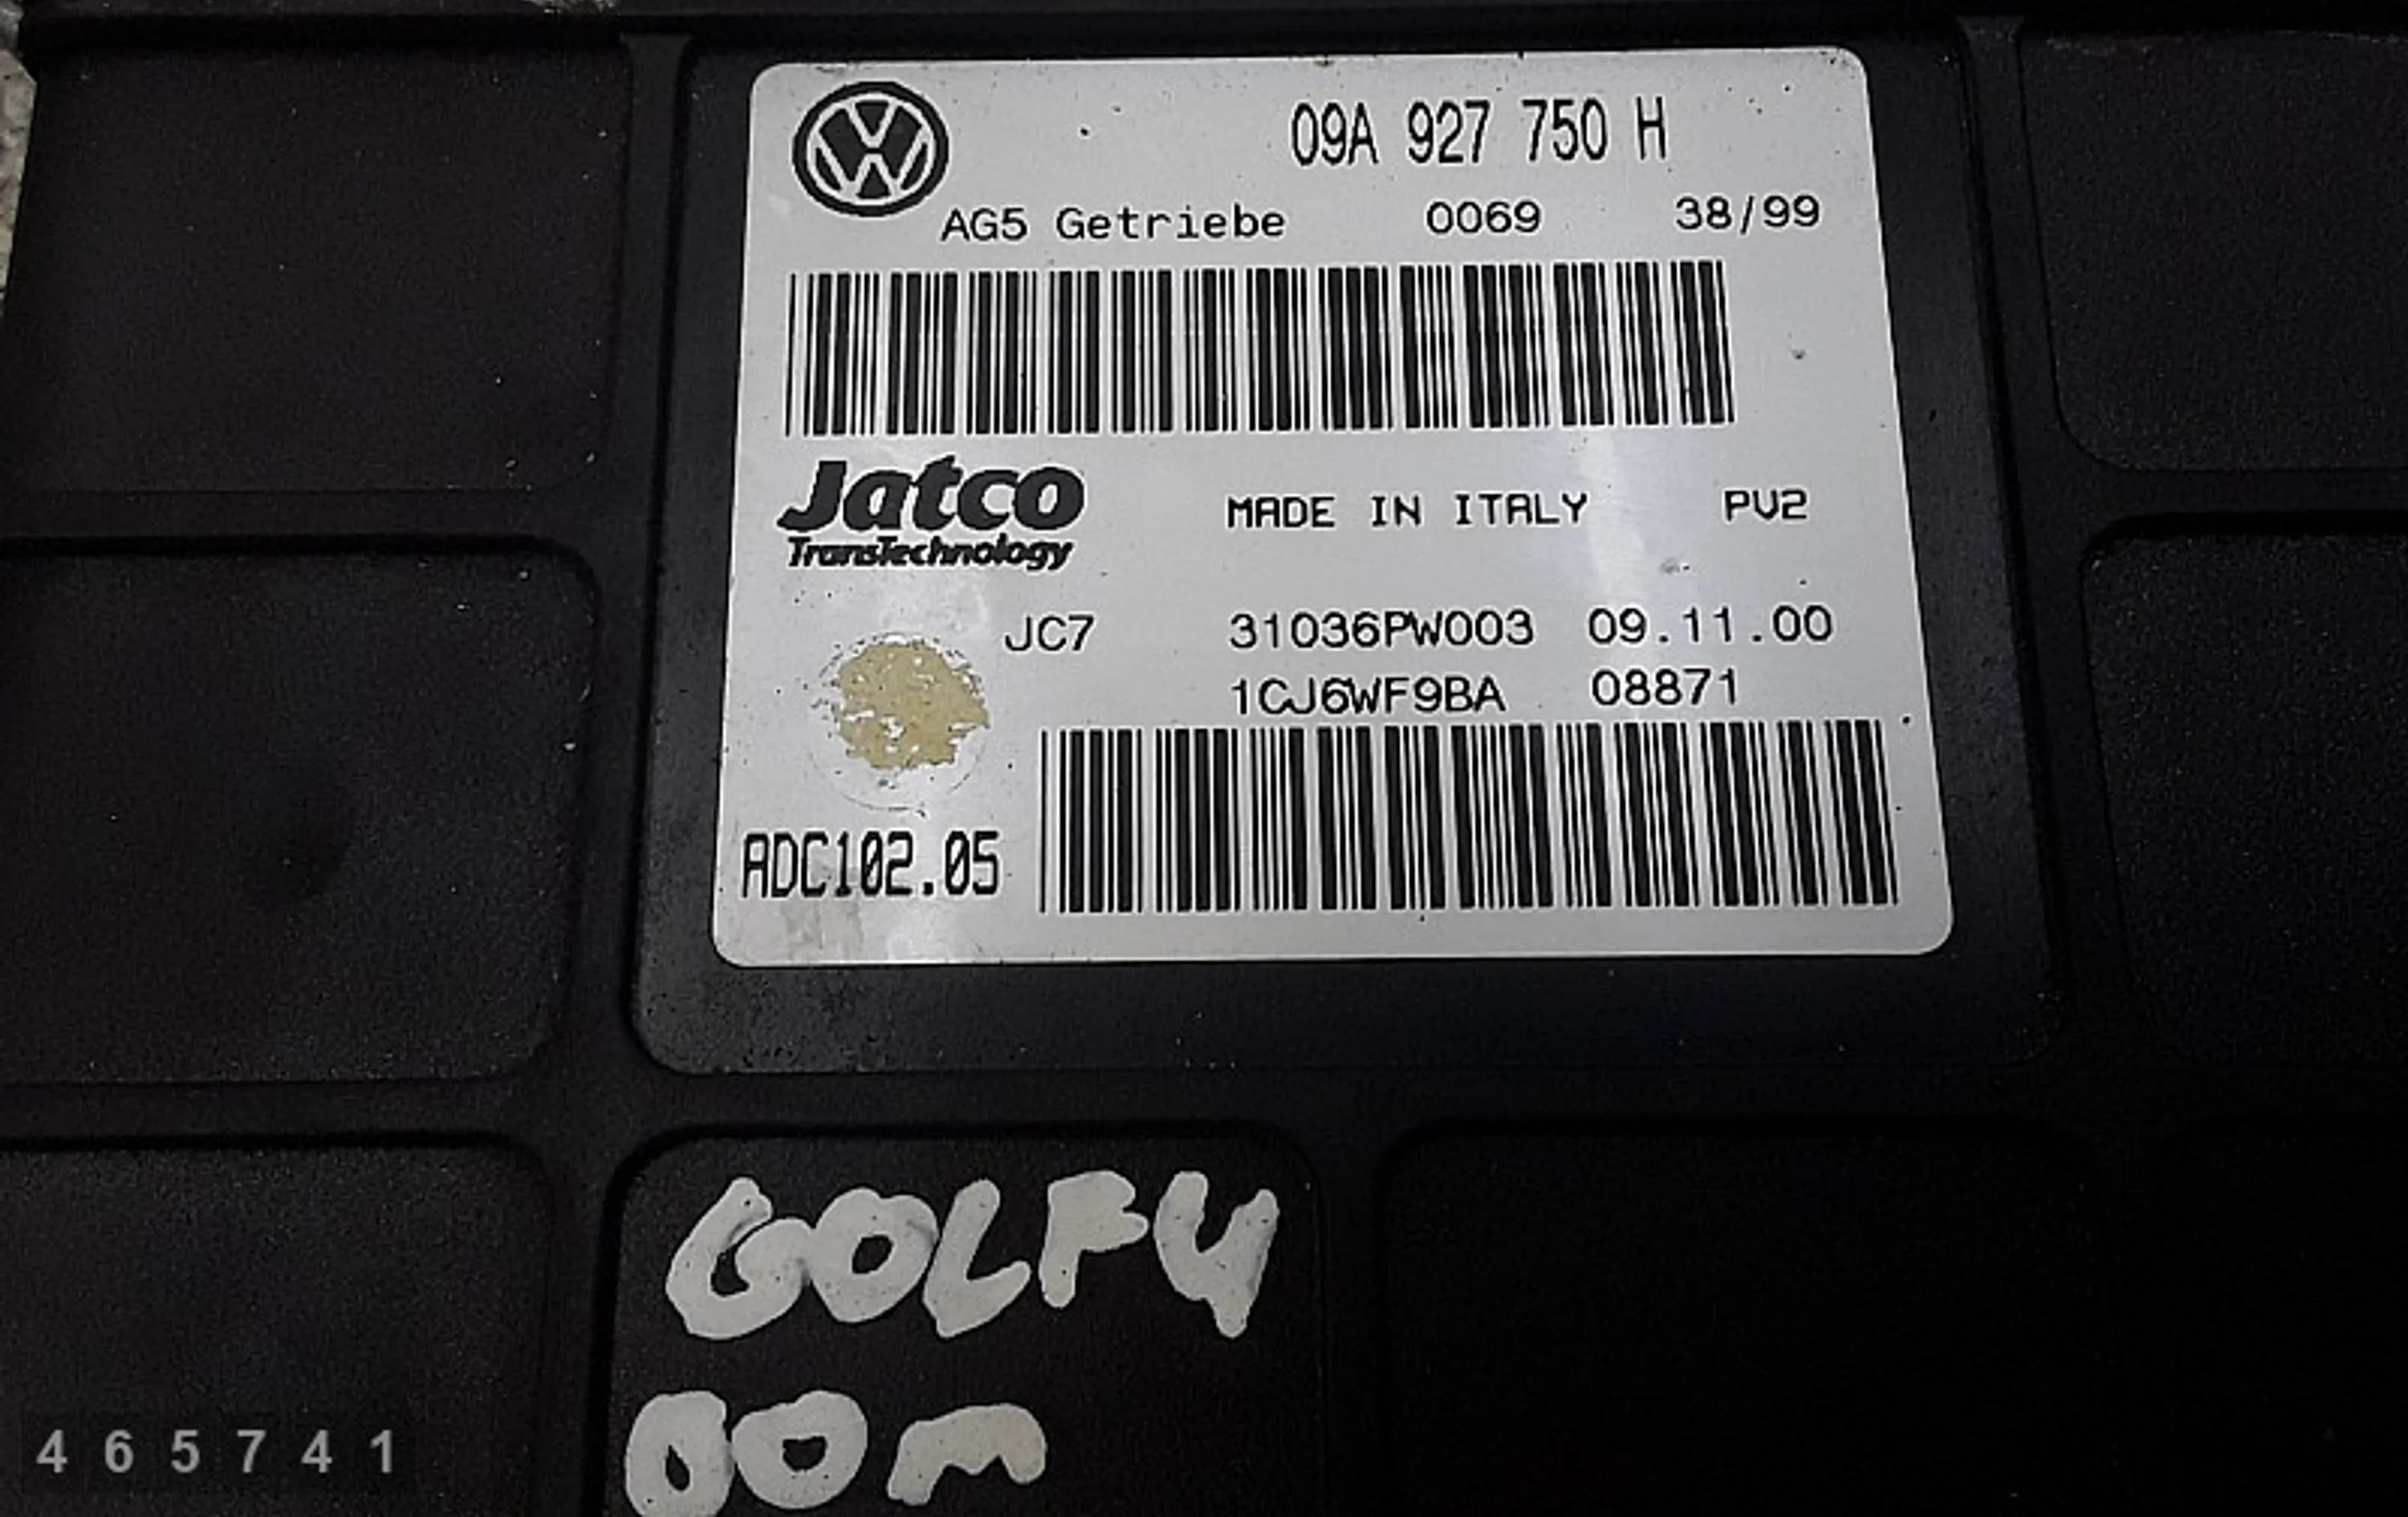 09A 927 750 H
AG5 Getriebe 0069 38/99
Jatco MADE IN ITALY PV2
TransTechnology
JC7 31036PW003 09.11.00
1CJ6WF9BA 08871
ADC102.05
GOLF4
00m
465741